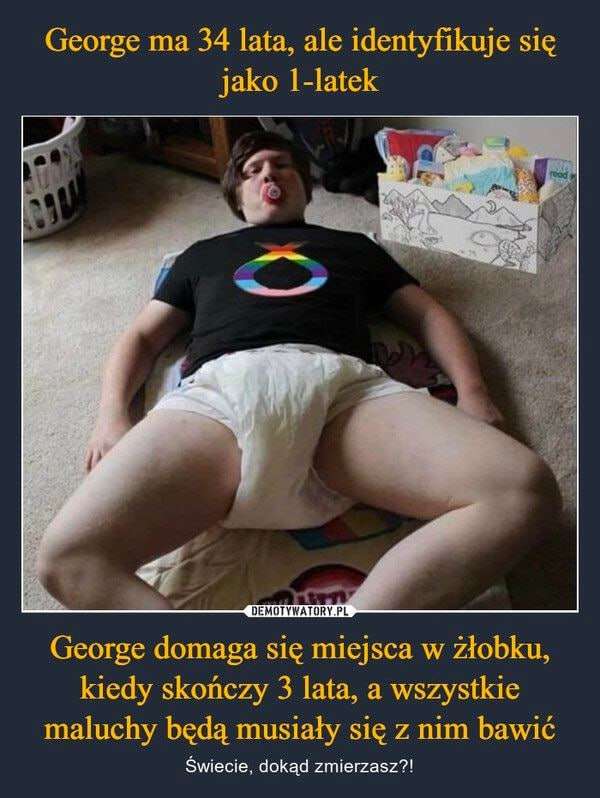 George ma 34 lata, ale identyfikuje się
jako 1-latek
read
DEMOTYWATORY.PL
George domaga się miejsca w żłobku,
kiedy skończy 3 lata, a wszystkie
maluchy będą musiały się z nim bawić
Świecie, dokąd zmierzasz?!